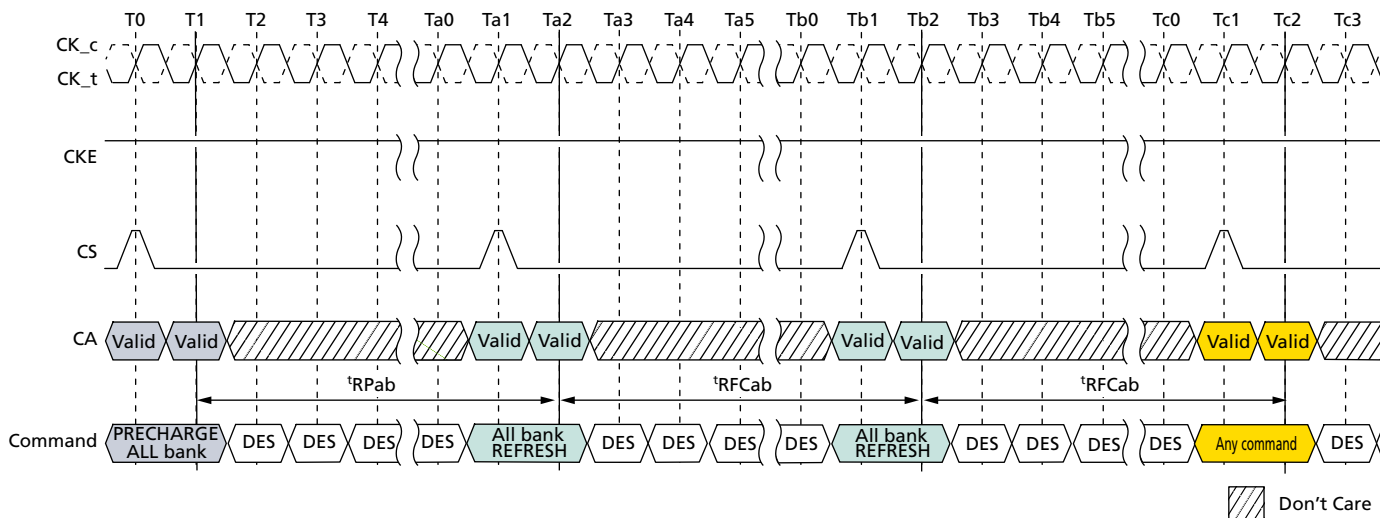 T0 T1 T2 T3 T4 Ta0 Ta1 Ta2 Ta3 Ta4 Ta5 Tb0 Tb1 Tb2 Tb3 Tb4 Tb5 Tc0 Tc1 Tc2 Tc3
CK_c
CK_t
CKE
CS
CA Valid Valid Valid Valid Valid Valid Valid Valid
tRPab tRFCab tRFCab
Command PRECHARGE ALL bank DES DES DES DES All bank REFRESH DES DES DES DES All bank REFRESH DES DES DES DES Any command DES
Don't Care